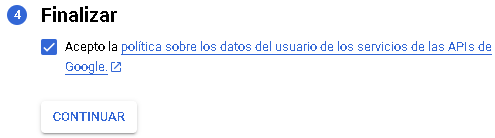 4 Finalizar
Acepto la política sobre los datos del usuario de los servicios de las APIs de
Google.
CONTINUAR